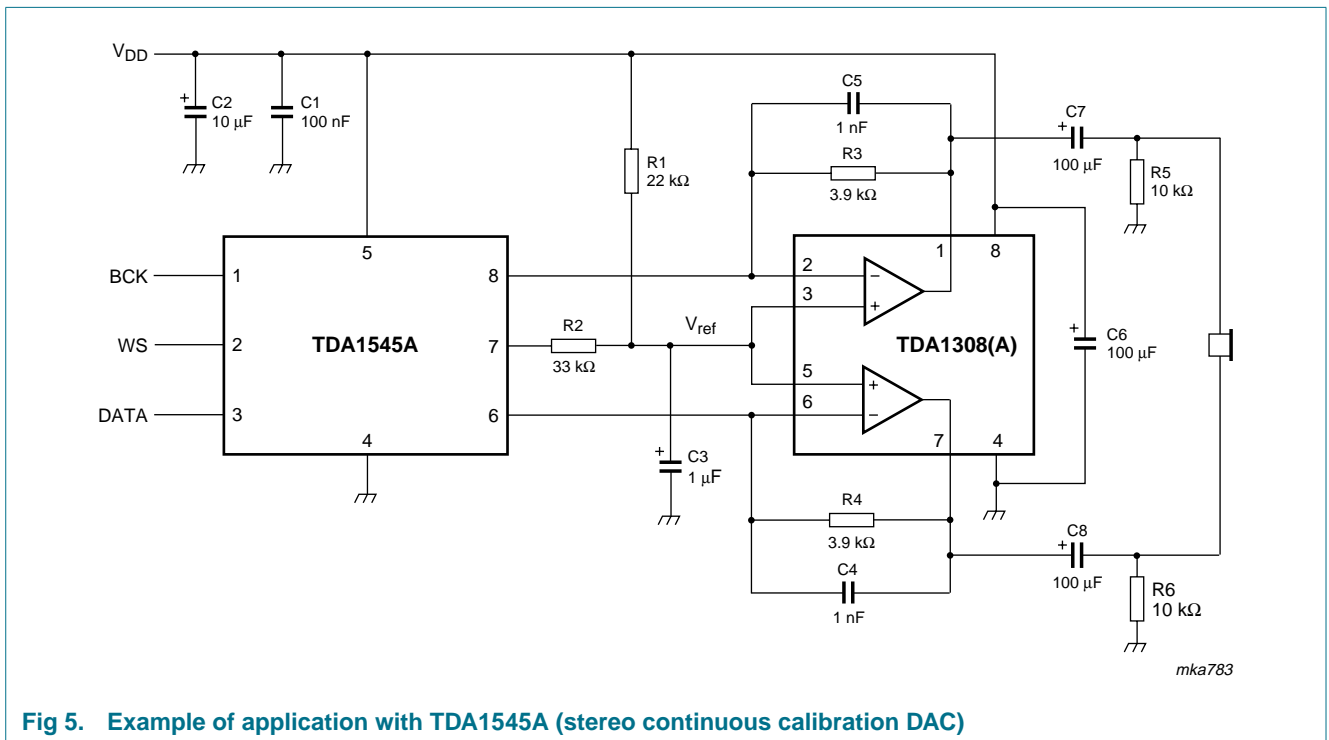 V_DD
C2
10 μF
C1
100 nF
R1
22 kΩ
C5
1 nF
R3
3.9 kΩ
C7
100 μF
R5
10 kΩ
BCK
WS
DATA
1
2
3
5
TDA1545A
8
7
6
4
R2
33 kΩ
V_ref
C3
1 μF
1
8
2
3
5
6
TDA1308(A)
7
4
C6
100 μF
R4
3.9 kΩ
C4
1 nF
C8
100 μF
R6
10 kΩ
mka783
Fig 5. Example of application with TDA1545A (stereo continuous calibration DAC)